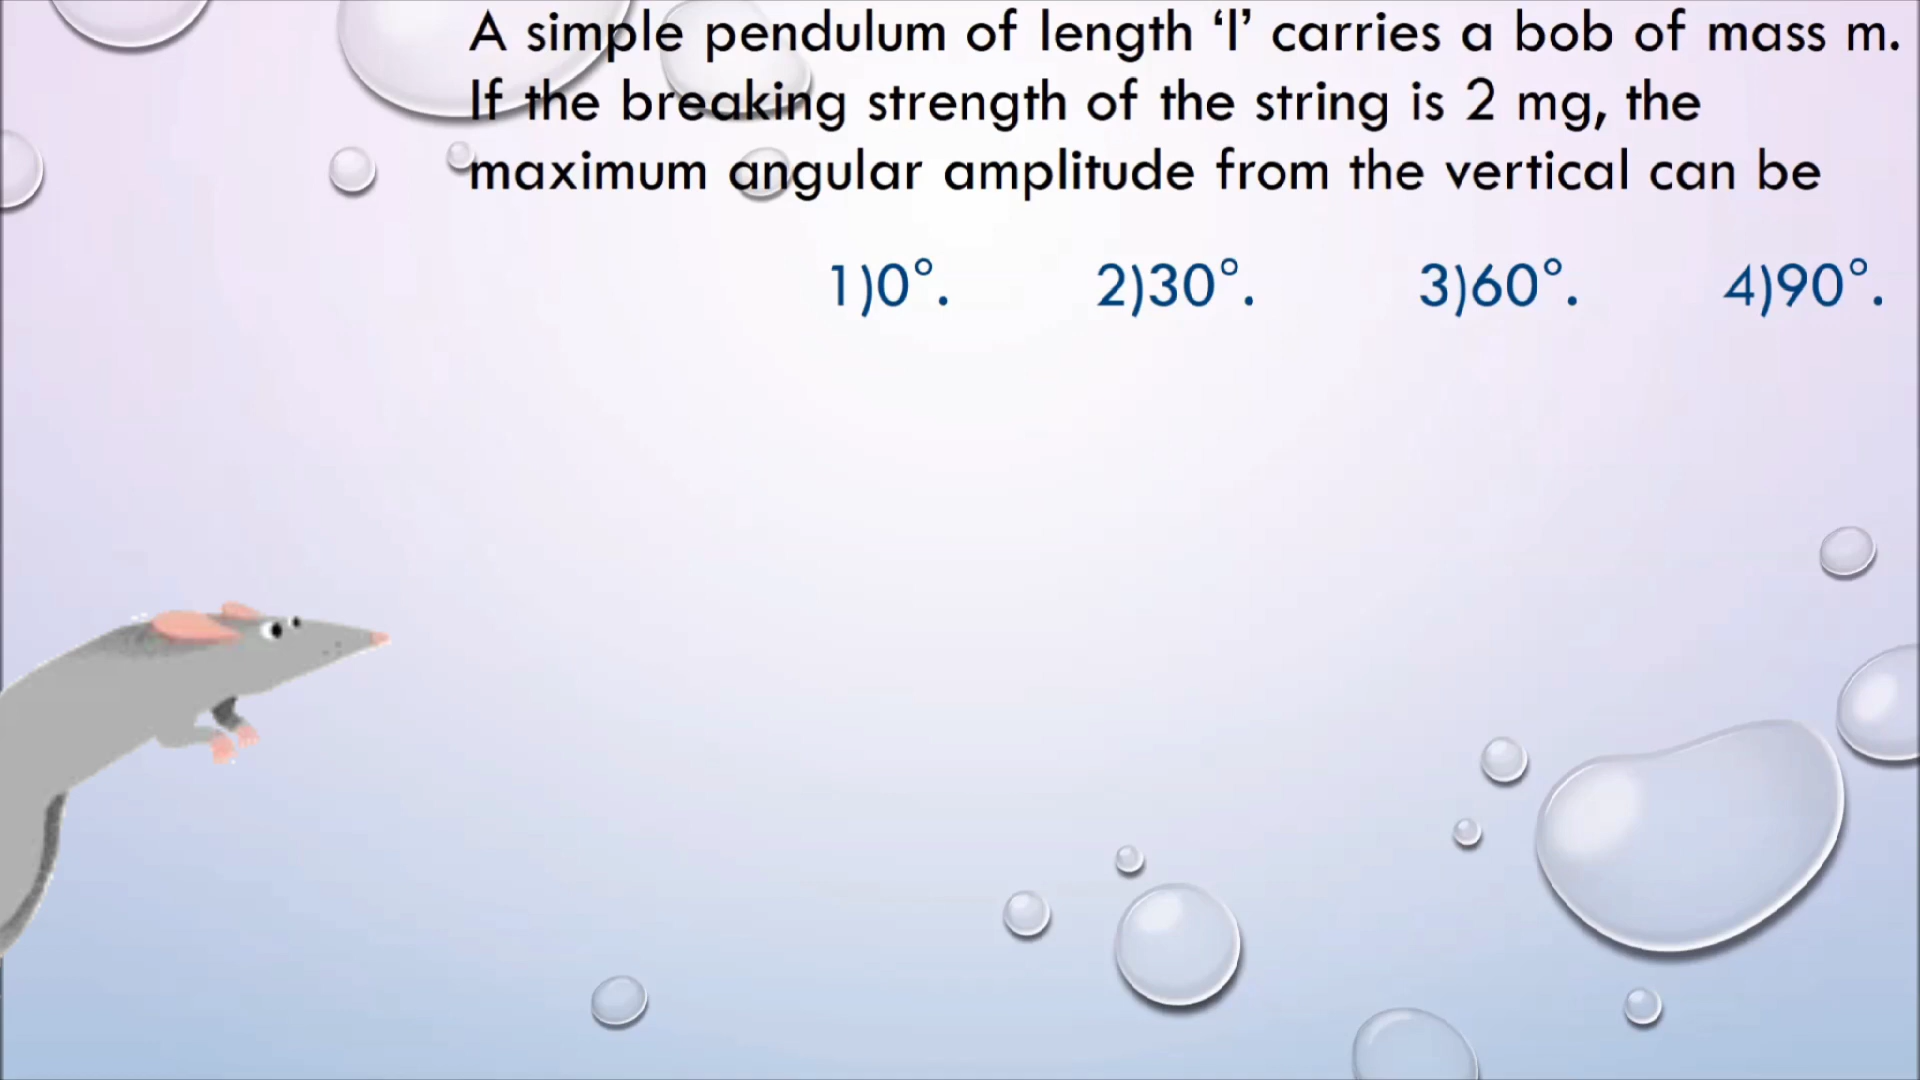 A simple pendulum of length ‘l’ carries a bob of mass m.
If the breaking strength of the string is 2 mg, the
maximum angular amplitude from the vertical can be
1)0°. 2)30°. 3)60°. 4)90°.